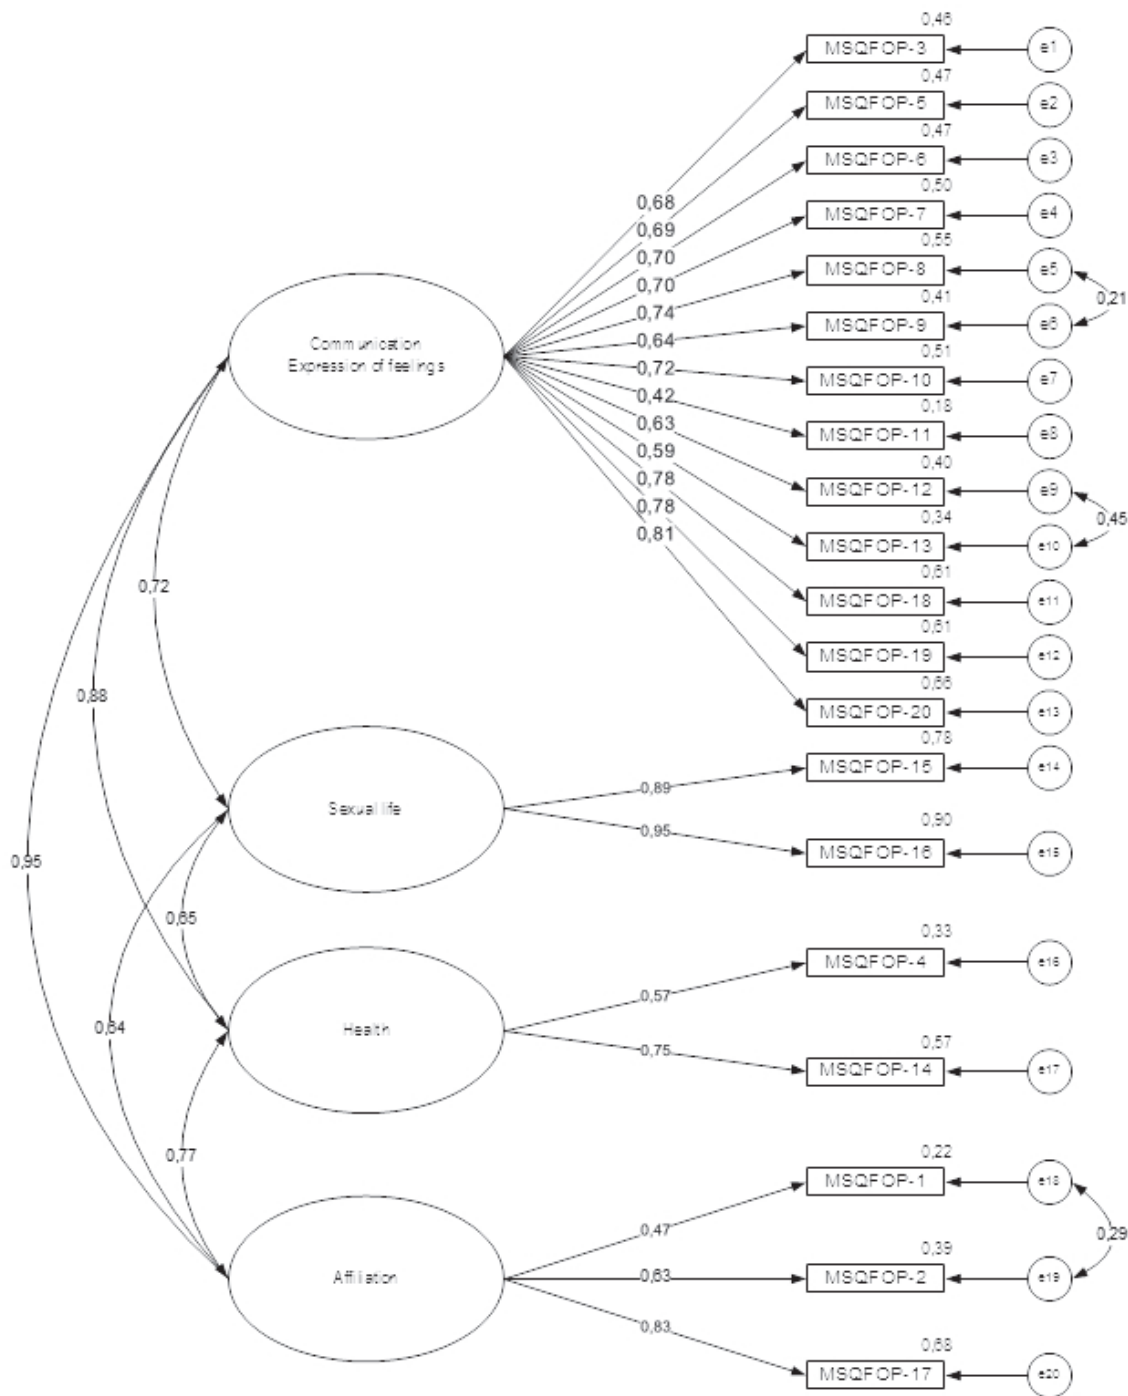 0,46
MSQFOP-3
e1
0,47
MSQFOP-5
e2
0,47
MSQFOP-6
e3
0,50
MSQFOP-7
e4
0,55
MSQFOP-8
e5
0,41
MSQFOP-9
e6
0,21
0,51
MSQFOP-10
e7
0,18
MSQFOP-11
e8
0,40
MSQFOP-12
e9
0,34
MSQFOP-13
e10
0,45
0,61
MSQFOP-18
e11
0,61
MSQFOP-19
e12
0,66
MSQFOP-20
e13
0,68
0,69
0,70
0,70
0,74
0,64
0,72
0,42
0,63
0,59
0,78
0,78
0,81
Communication
Expression of feelings
0,72
0,88
0,95
0,78
MSQFOP-15
e14
0,89
Sexual life
0,95
0,90
MSQFOP-16
e15
0,65
0,64
0,33
MSQFOP-4
e16
0,57
Health
0,75
0,57
MSQFOP-14
e17
0,77
0,22
MSQFOP-1
e18
0,47
0,29
Affiliation
0,63
0,39
MSQFOP-2
e19
0,83
0,68
MSQFOP-17
e20